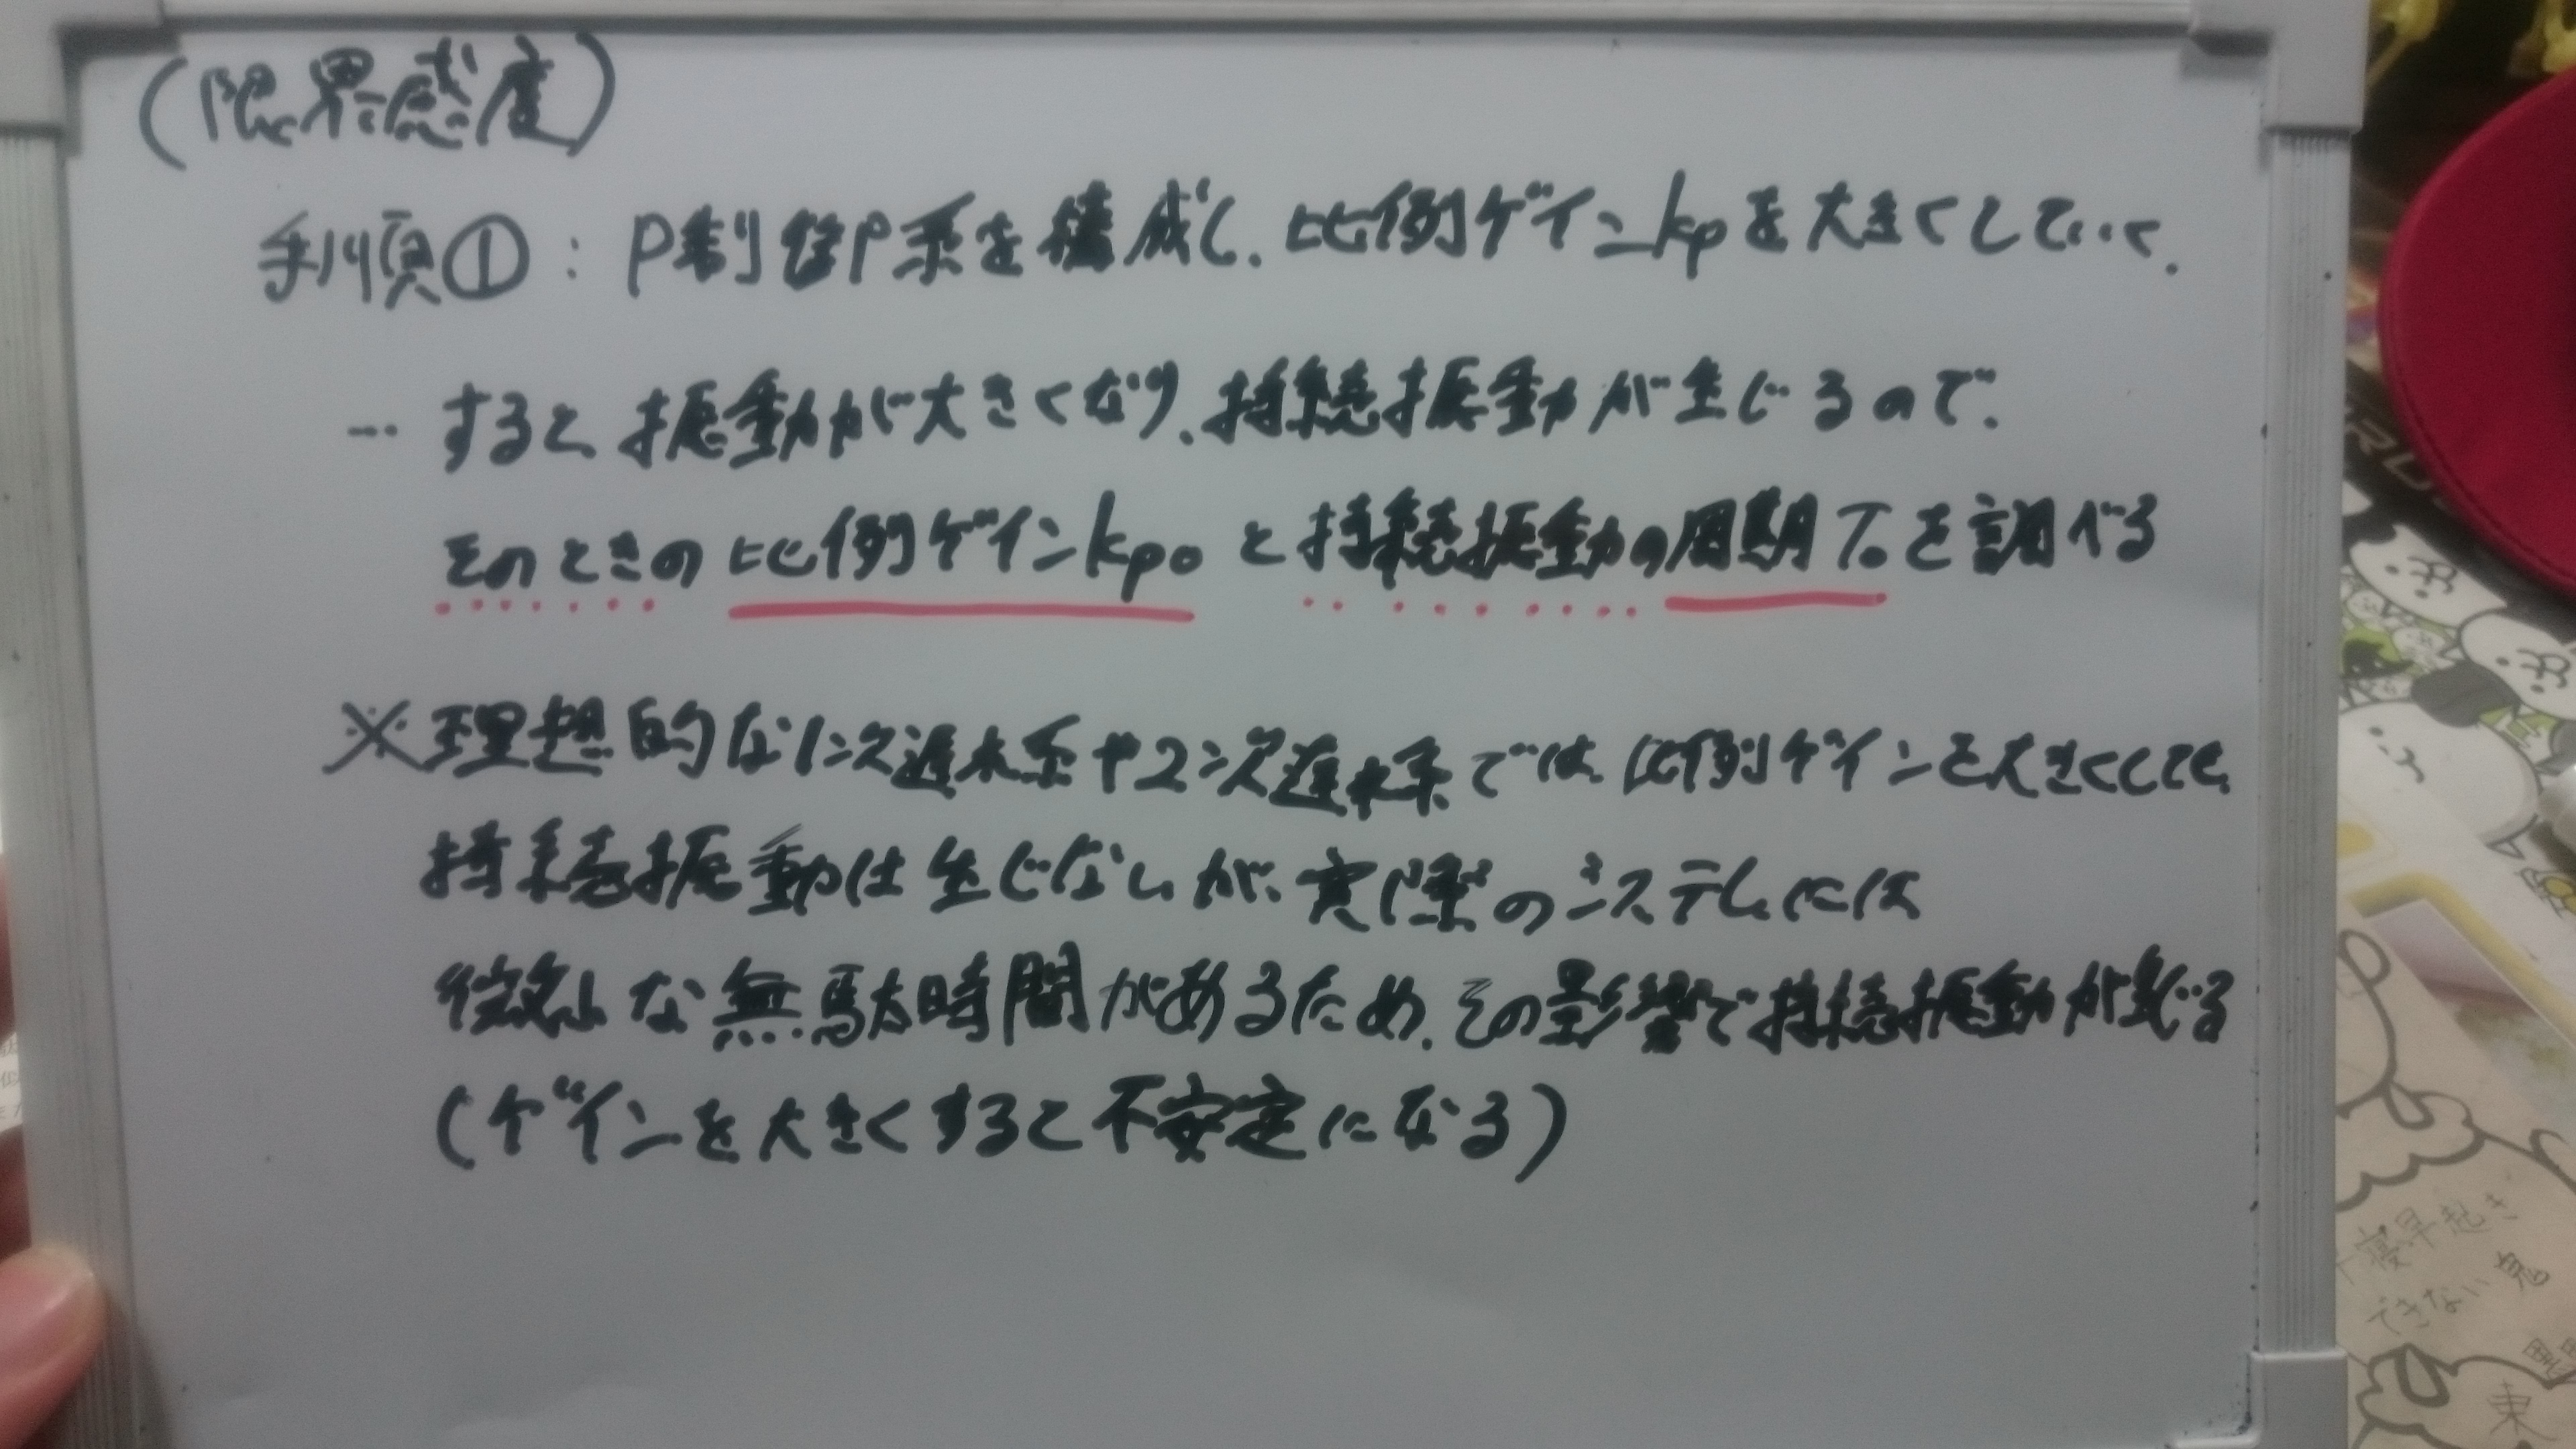 (限界感度)
手順①：P制御系を構成し、比例ゲインkpを大きくしていく.
… すると振動が大きくなり、持続振動が生じるので、
そのときの比例ゲインkp0と持続振動の周期T0を調べる
※理想的な1次遅れ系や2次遅れ系では、比例ゲインを大きくしても、
持続振動は生じないが、実際のシステムには
微小な無駄時間があるため、その影響で持続振動が生じる
(ゲインを大きくすると不安定になる)
早起き
できない
東